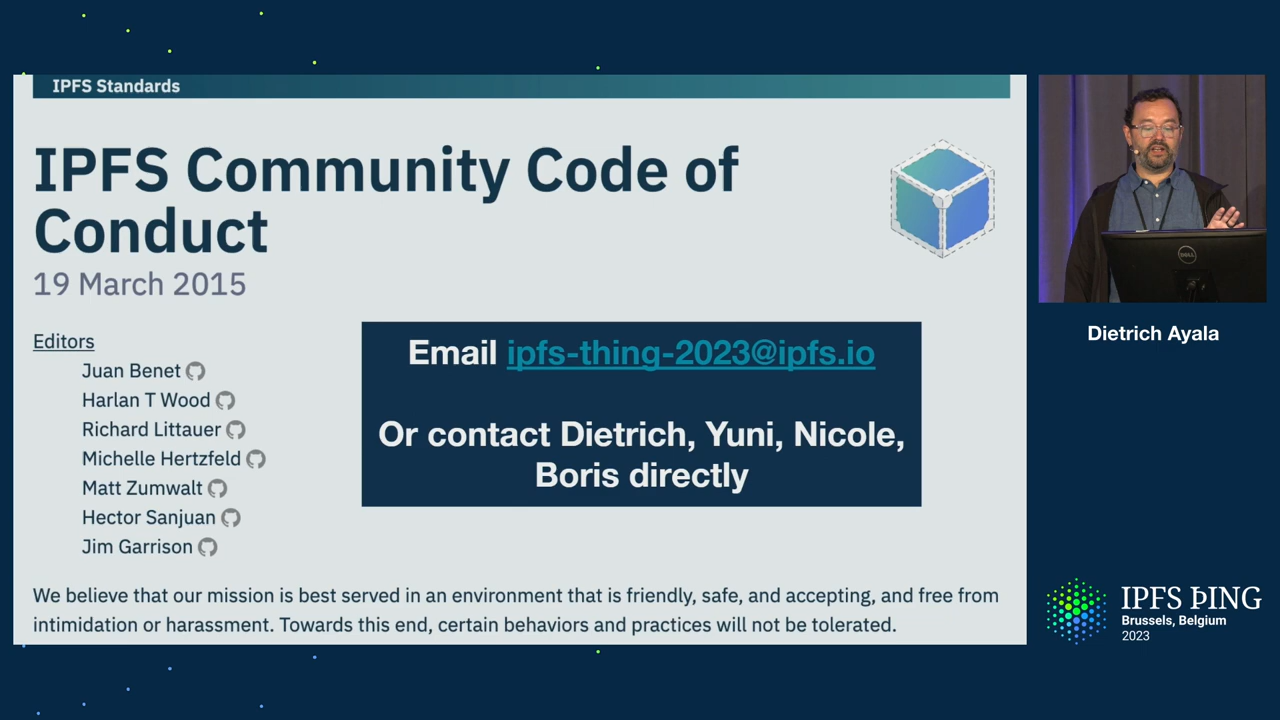 IPFS Standards
IPFS Community Code of
Conduct
19 March 2015
Editors
Juan Benet
Harlan T Wood
Richard Littauer
Michelle Hertzfeld
Matt Zumwalt
Hector Sanjuan
Jim Garrison
Email ipfs-thing-2023@ipfs.io
Or contact Dietrich, Yuni, Nicole,
Boris directly
We believe that our mission is best served in an environment that is friendly, safe, and accepting, and free from
intimidation or harassment. Towards this end, certain behaviors and practices will not be tolerated.
DELL
Dietrich Ayala
IPFS ÞING
Brussels, Belgium
2023